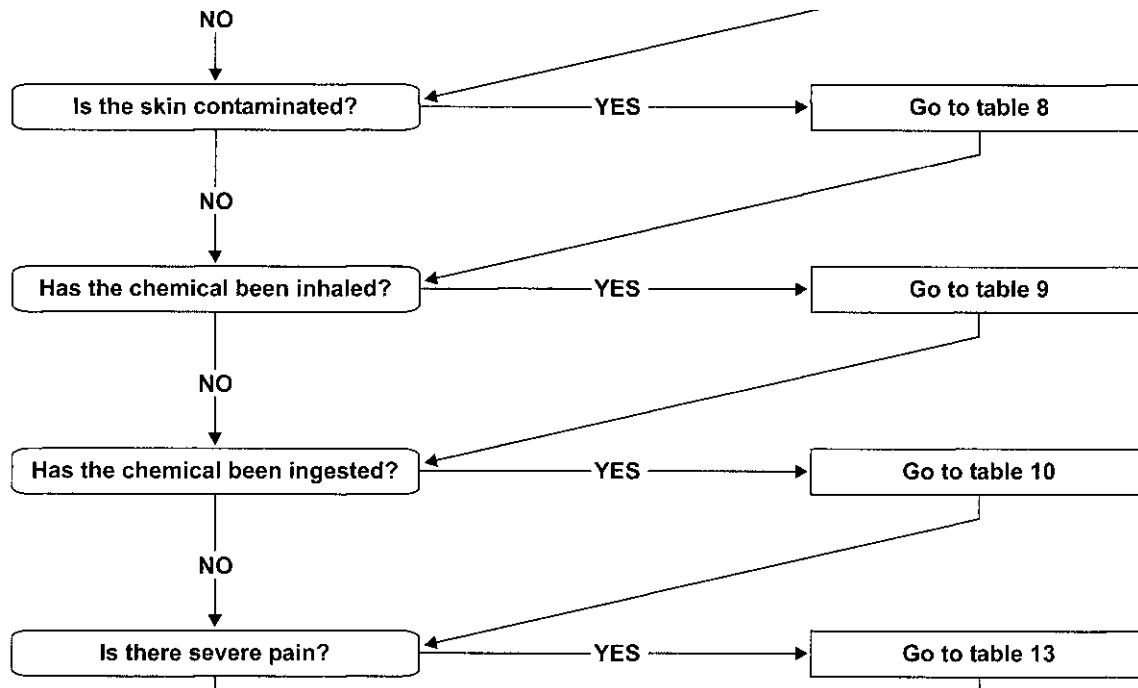 NO
Is the skin contaminated?
YES
Go to table 8
NO
Has the chemical been inhaled?
YES
Go to table 9
NO
Has the chemical been ingested?
YES
Go to table 10
NO
Is there severe pain?
YES
Go to table 13